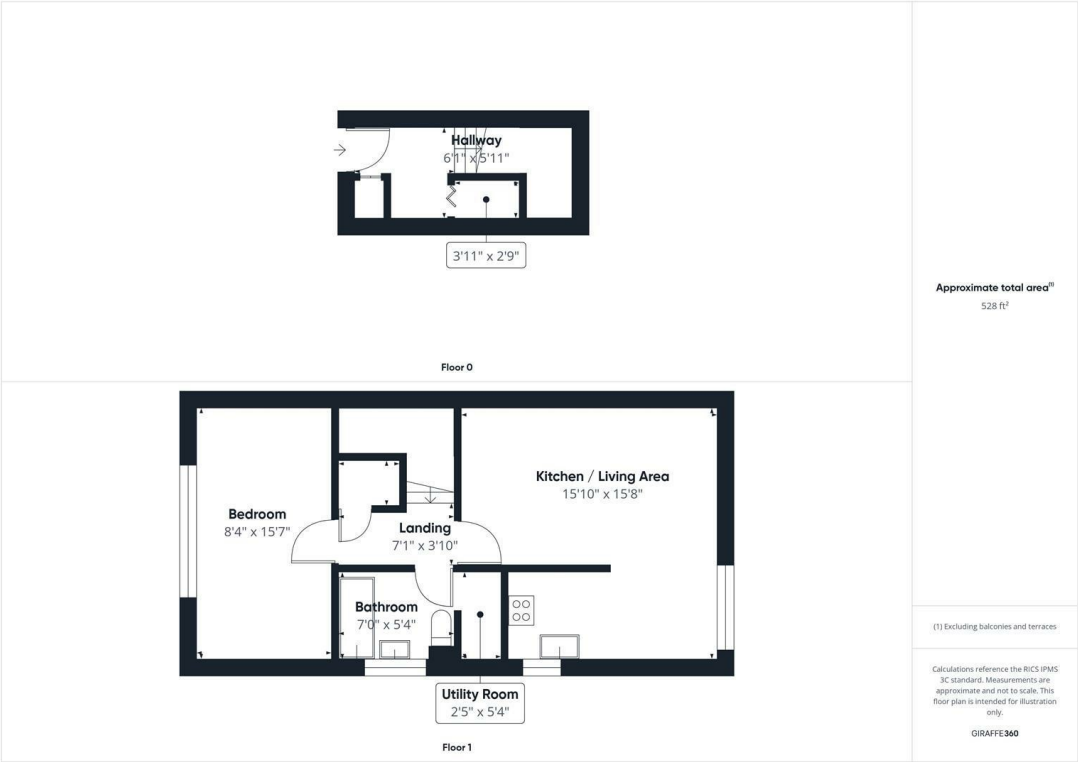 Hallway
6'1" x 5'11"
3'11" x 2'9"
Floor 0
Approximate total area(1)
528 ft²
Kitchen / Living Area
15'10" x 15'8"
Bedroom
8'4" x 15'7"
Landing
7'1" x 3'10"
Bathroom
7'0" x 5'4"
Utility Room
2'5" x 5'4"
Floor 1
(1) Excluding balconies and terraces
Calculations reference the RICS IPMS
3C standard. Measurements are
approximate and not to scale. This
floor plan is intended for illustration
only.
GIRAFFE360